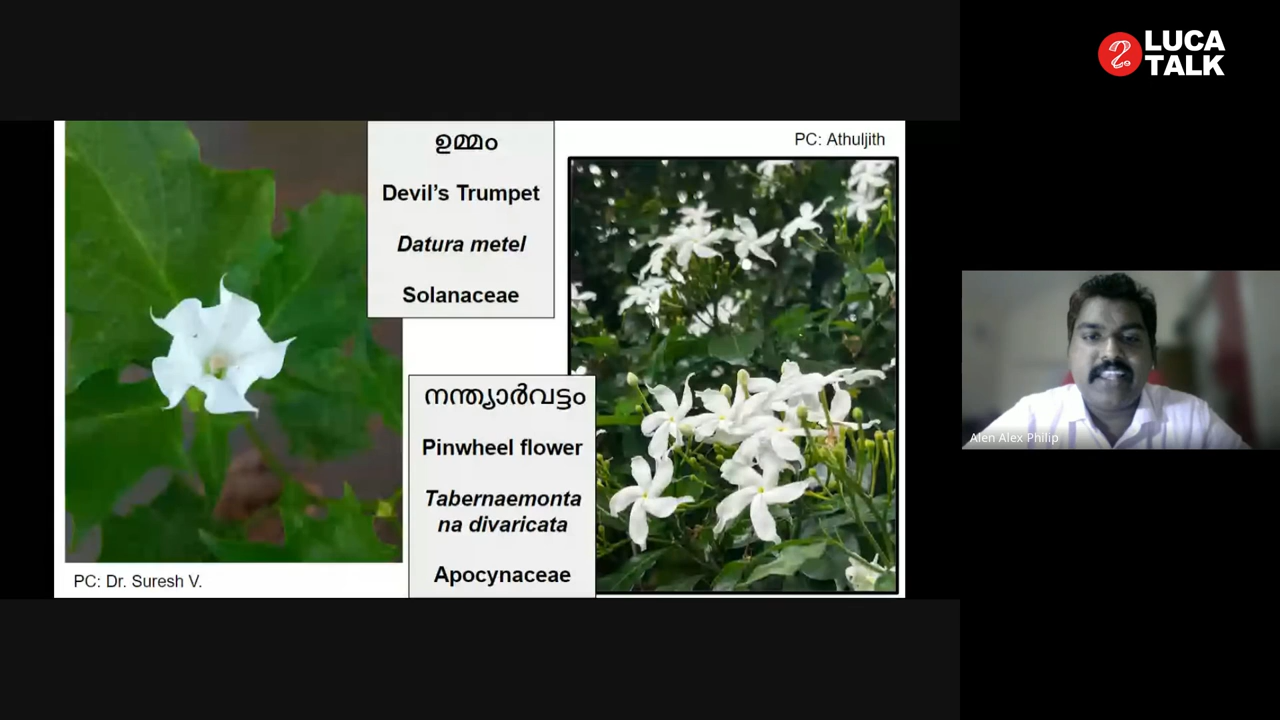 LUCA
TALK
ഉമ്മം
Devil's Trumpet
Datura metel
Solanaceae
PC: Athuljith
നന്ത്യാർവട്ടം
Pinwheel flower
Tabernaemonta
na divaricata
Apocynaceae
PC: Dr. Suresh V.
Alen Alex Philip